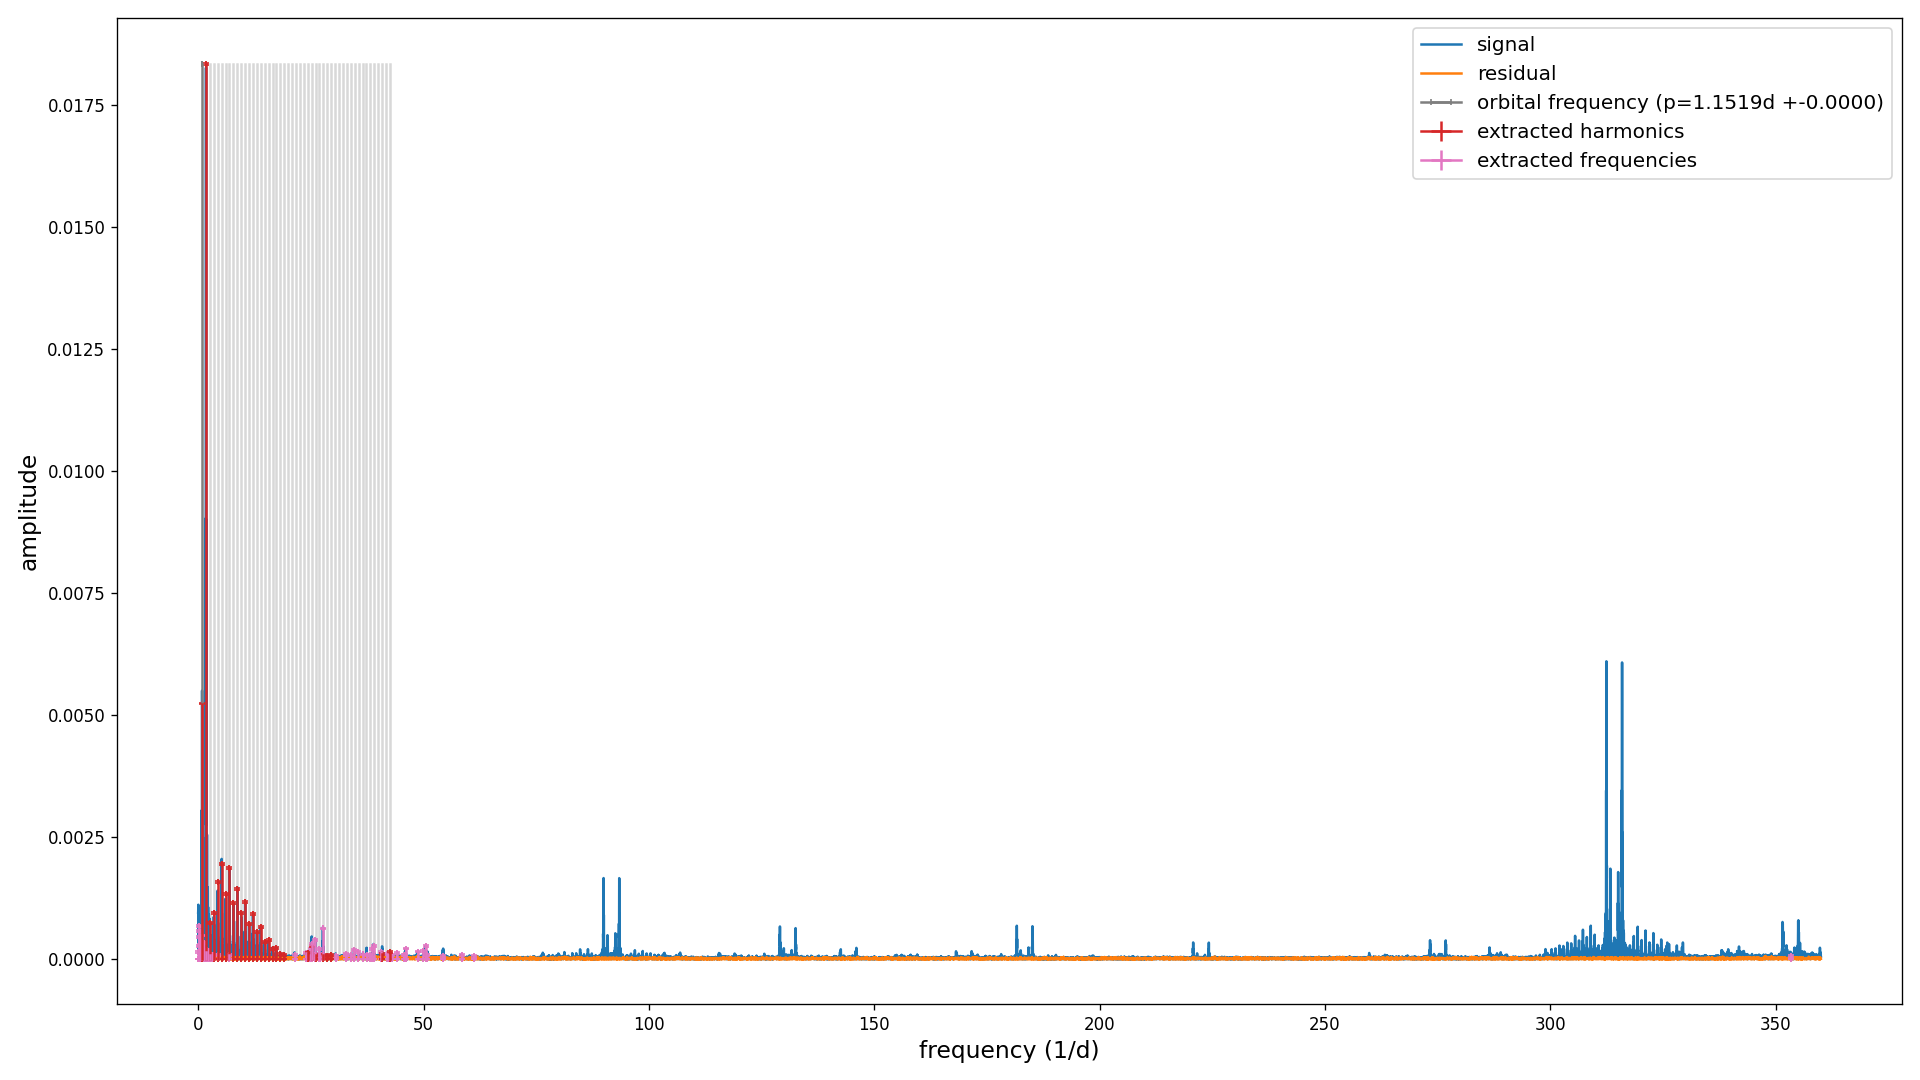 signal
residual
orbital frequency (p=1.1519d +-0.0000)
extracted harmonics
extracted frequencies
amplitude
0.0175
0.0150
0.0125
0.0100
0.0075
0.0050
0.0025
0.0000
0 50 100 150 200 250 300 350
frequency (1/d)